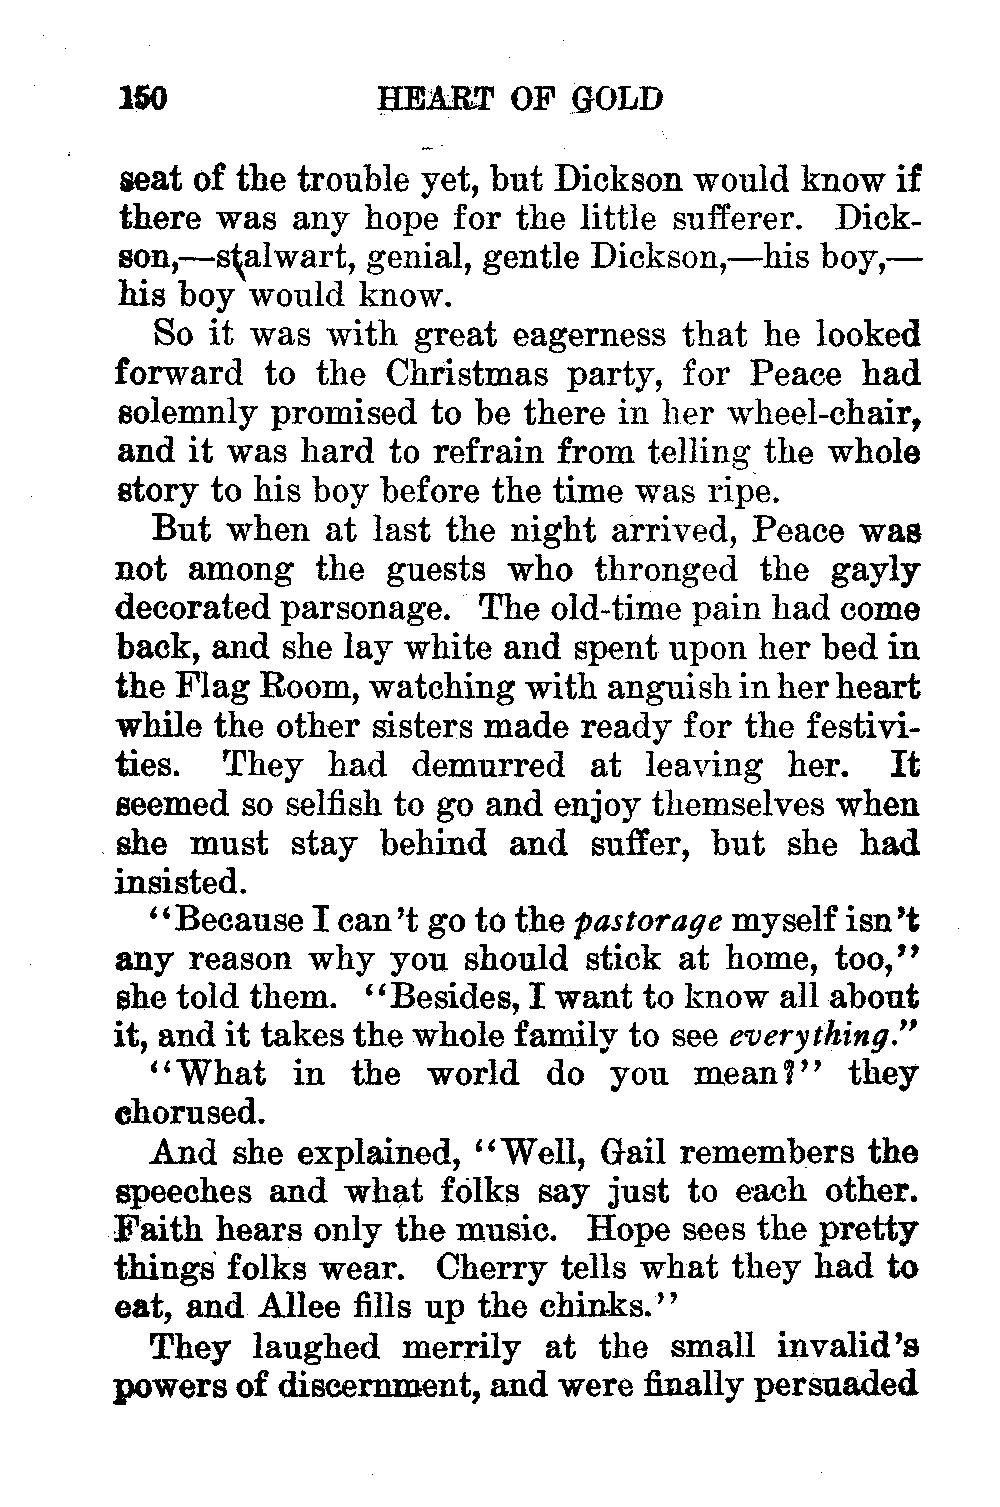 150 HEART OF GOLD
seat of the trouble yet, but Dickson would know if
there was any hope for the little sufferer. Dick-
son,—stalwart, genial, gentle Dickson,—his boy,—
his boy would know.
So it was with great eagerness that he looked
forward to the Christmas party, for Peace had
solemnly promised to be there in her wheel-chair,
and it was hard to refrain from telling the whole
story to his boy before the time was ripe.
But when at last the night arrived, Peace was
not among the guests who thronged the gayly
decorated parsonage. The old-time pain had come
back, and she lay white and spent upon her bed in
the Flag Room, watching with anguish in her heart
while the other sisters made ready for the festivi-
ties. They had demurred at leaving her. It
seemed so selfish to go and enjoy themselves when
she must stay behind and suffer, but she had
insisted.
"Because I can't go to the pastorage myself isn't
any reason why you should stick at home, too,"
she told them. "Besides, I want to know all about
it, and it takes the whole family to see everything."
"What in the world do you mean?" they
chorused.
And she explained, "Well, Gail remembers the
speeches and what folks say just to each other.
Faith hears only the music. Hope sees the pretty
things folks wear. Cherry tells what they had to
eat, and Allee fills up the chinks."
They laughed merrily at the small invalid's
powers of discernment, and were finally persuaded